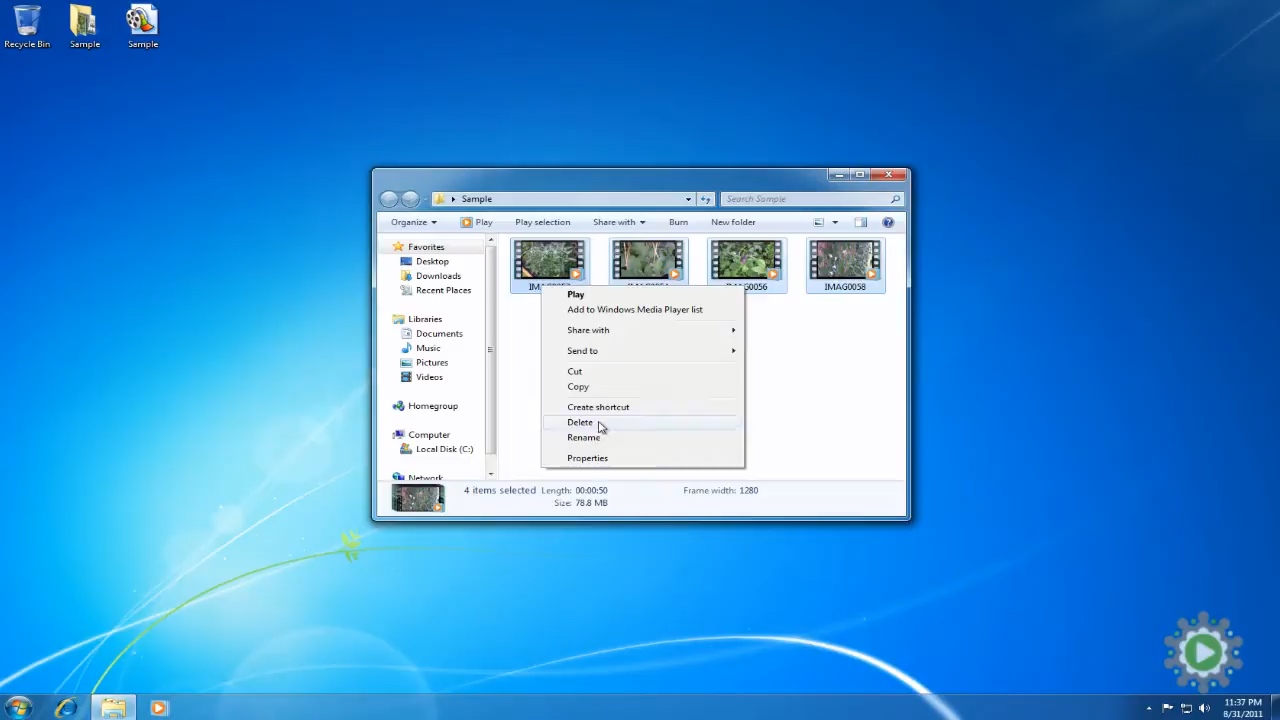 Recycle Bin
Sample
Sample
Sample
Search Sample
Organize
Play
Play selection
Share with
Burn
New folder
Favorites
Desktop
Downloads
Recent Places
Libraries
Documents
Music
Pictures
Videos
Homegroup
Computer
Local Disk (C:)
Network
IMAG0056
IMAG0058
Play
Add to Windows Media Player list
Share with
Send to
Cut
Copy
Create shortcut
Delete
Rename
Properties
4 items selected Length: 00:00:50 Frame width: 1280
Size: 78.8 MB
11:37 PM
8/31/2011